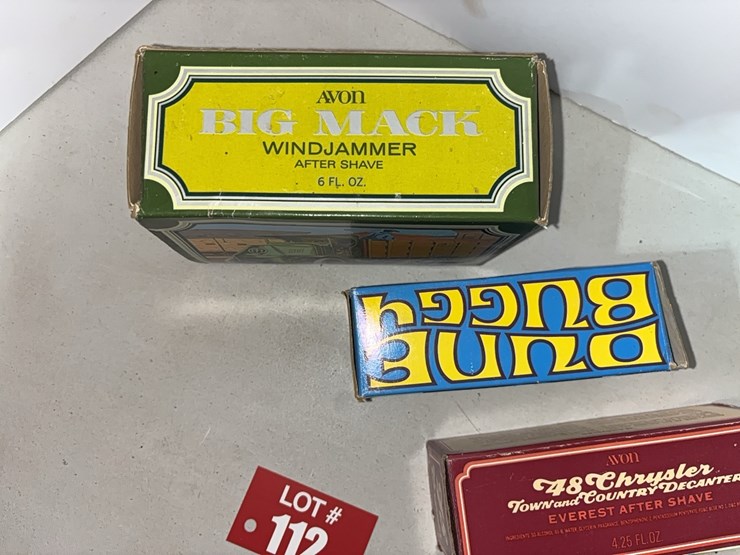 AVON
BIG MACK
WINDJAMMER
AFTER SHAVE
6 FL. OZ.
DUNE
BUGGY
AVON
'48 Chrysler
TOWN and COUNTRY DECANTER
EVEREST AFTER SHAVE
4.25 FL. OZ.
LOT #
112